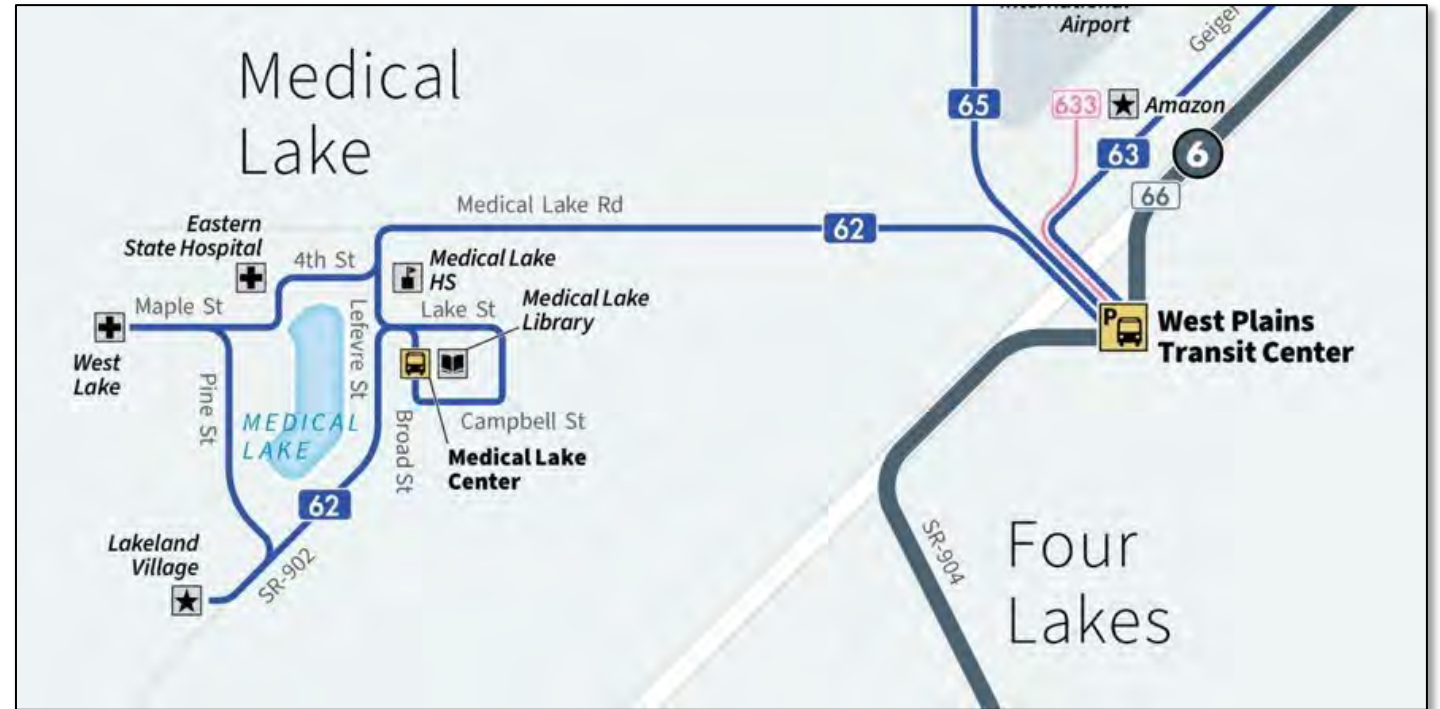 International
Airport
Geiger
Medical
Lake
65
633
Amazon
63
6
66
Medical Lake Rd
62
Eastern
State Hospital
4th St
Medical Lake
HS
Maple St
Lefevre St
Lake St
Medical Lake
Library
West
Lake
P
West Plains
Transit Center
Pine St
MEDICAL
LAKE
Broad St
Campbell St
Medical Lake
Center
62
Lakeland
Village
SR-902
SR-904
Four
Lakes